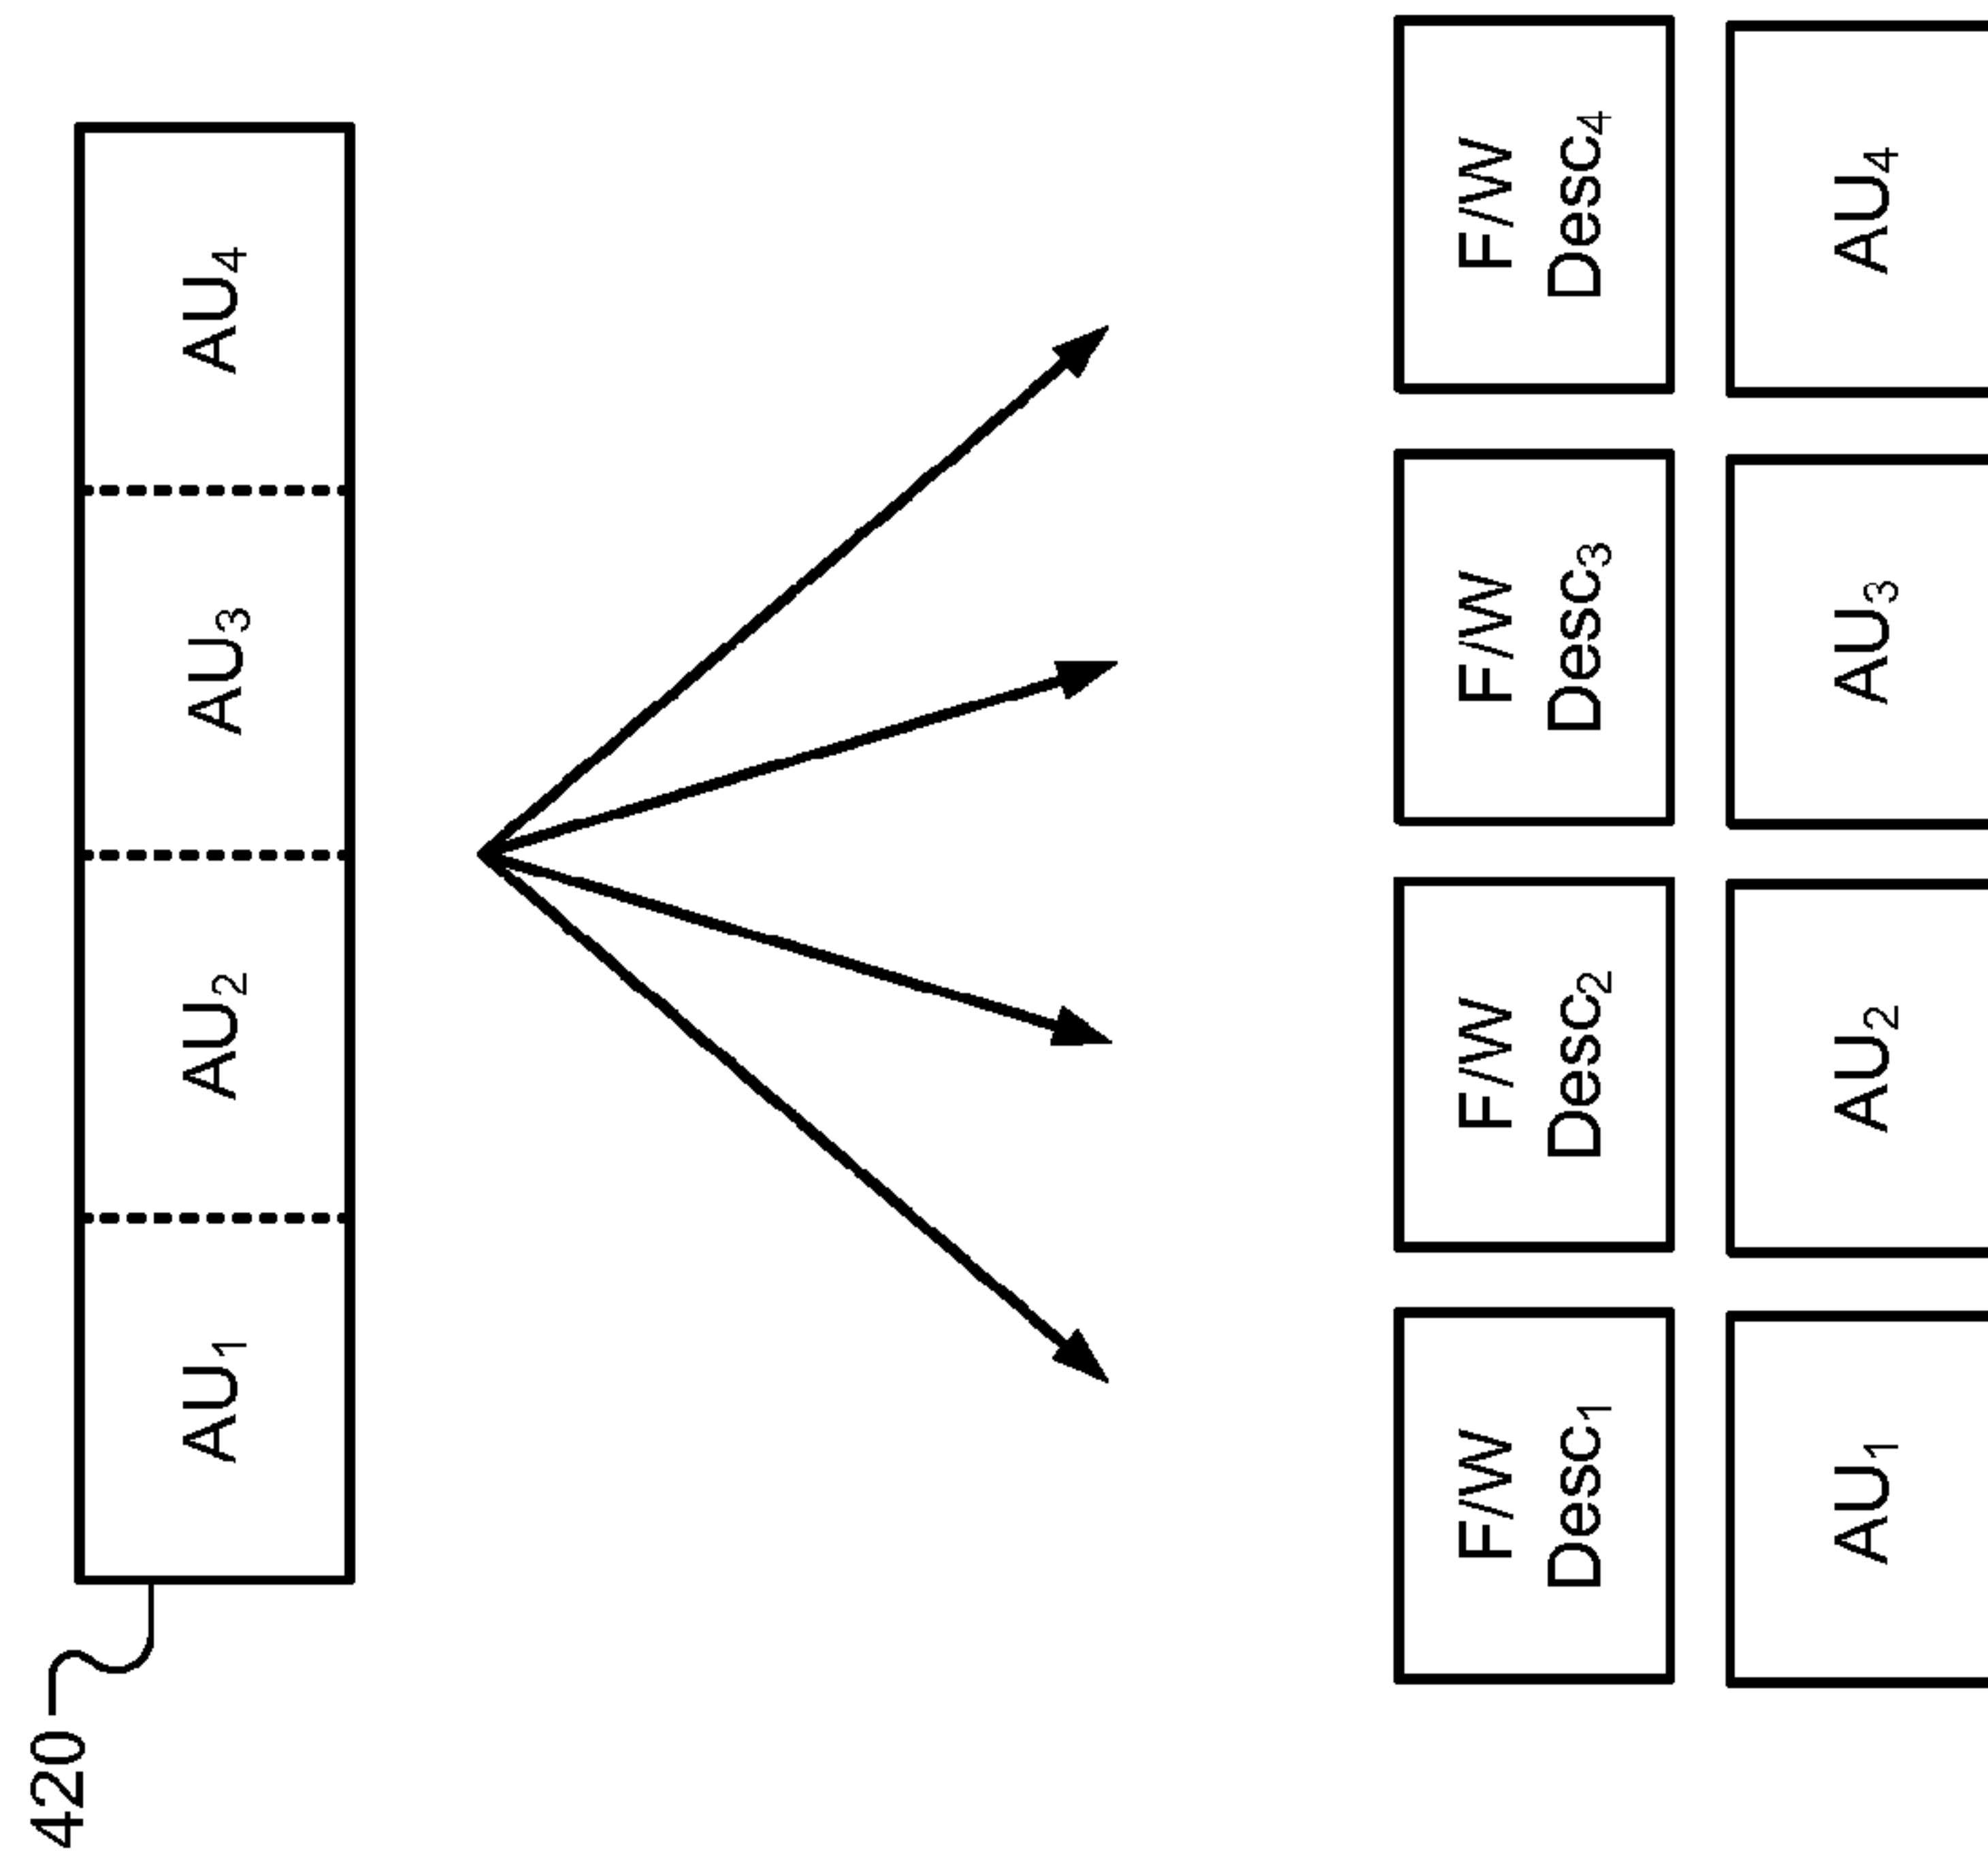 420
AU₁ AU₂ AU₃ AU₄
F/W F/W F/W F/W
Desc₁ Desc₂ Desc₃ Desc₄
AU₁ AU₂ AU₃ AU₄